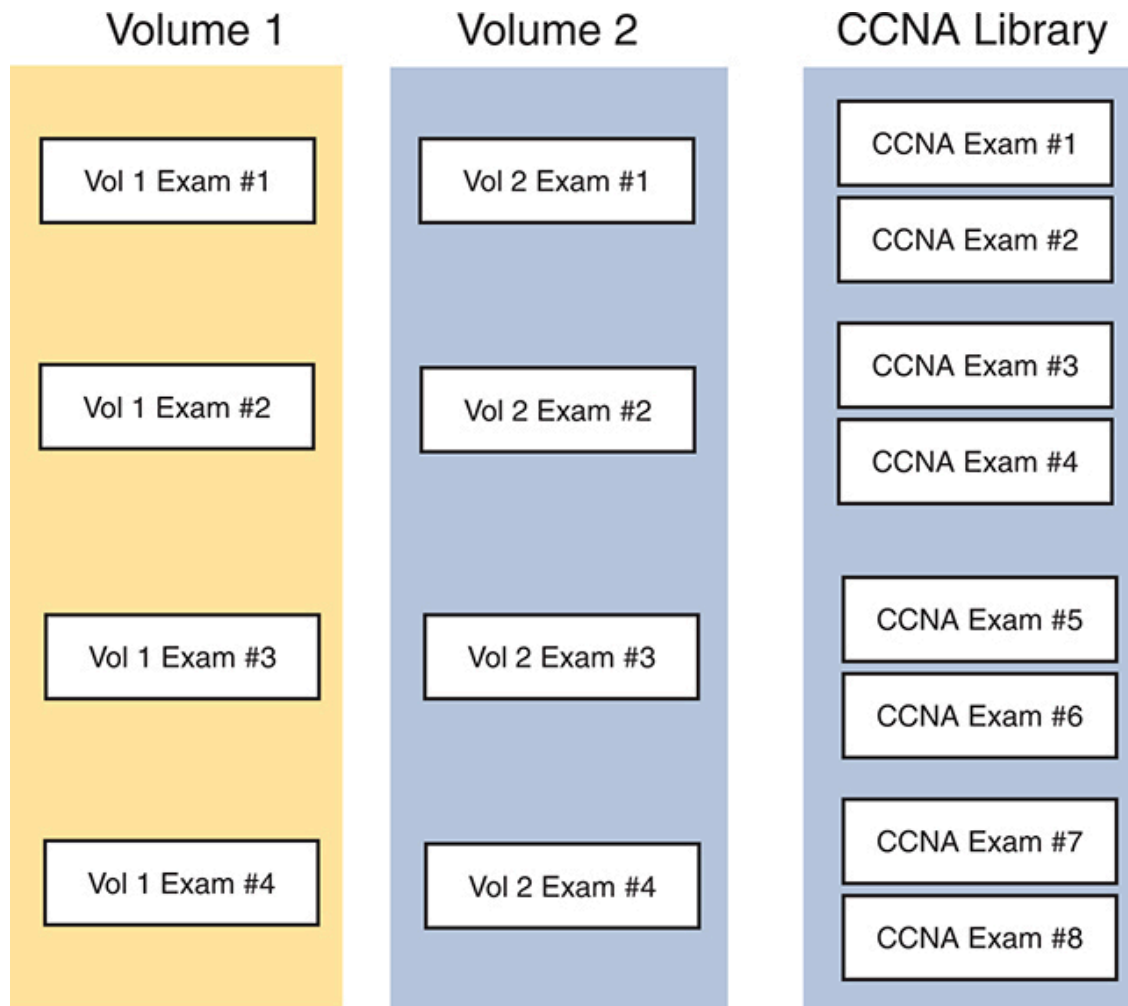 Volume 1
Vol 1 Exam #1
Vol 1 Exam #2
Vol 1 Exam #3
Vol 1 Exam #4
Volume 2
Vol 2 Exam #1
Vol 2 Exam #2
Vol 2 Exam #3
Vol 2 Exam #4
CCNA Library
CCNA Exam #1
CCNA Exam #2
CCNA Exam #3
CCNA Exam #4
CCNA Exam #5
CCNA Exam #6
CCNA Exam #7
CCNA Exam #8